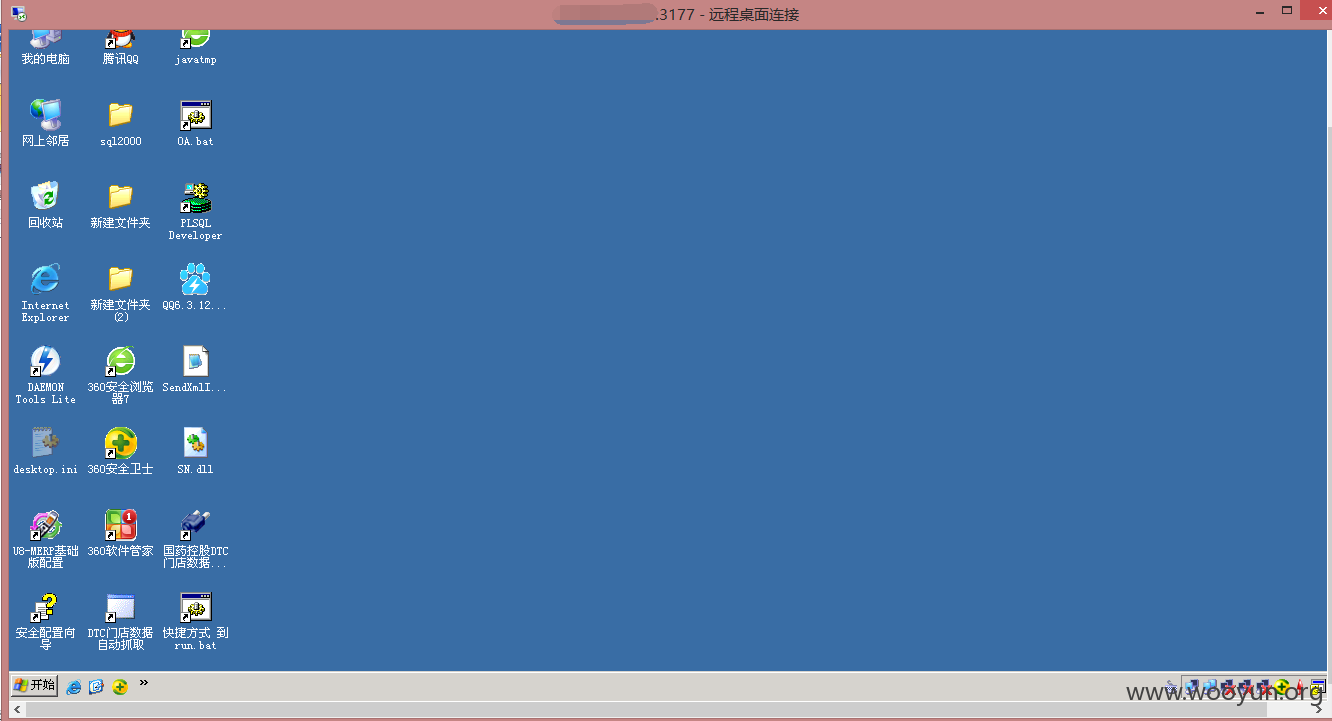 .3177 - 远程桌面连接
我的电脑
腾讯QQ
javatmp
网上邻居
sql2000
OA.bat
回收站
新建文件夹
PLSQL
Developer
Internet
Explorer
新建文件夹
(2)
QQ6.3.12...
DAEMON
Tools Lite
360安全浏览
器7
SendXmlI...
desktop.ini
360安全卫士
SN.dll
U8-MERP基础
版配置
1
360软件管家
国药控股DTC
门店数据...
安全配置向
导
DTC门店数据
自动抓取
快捷方式 到
run.bat
开始
www.wooyun.org